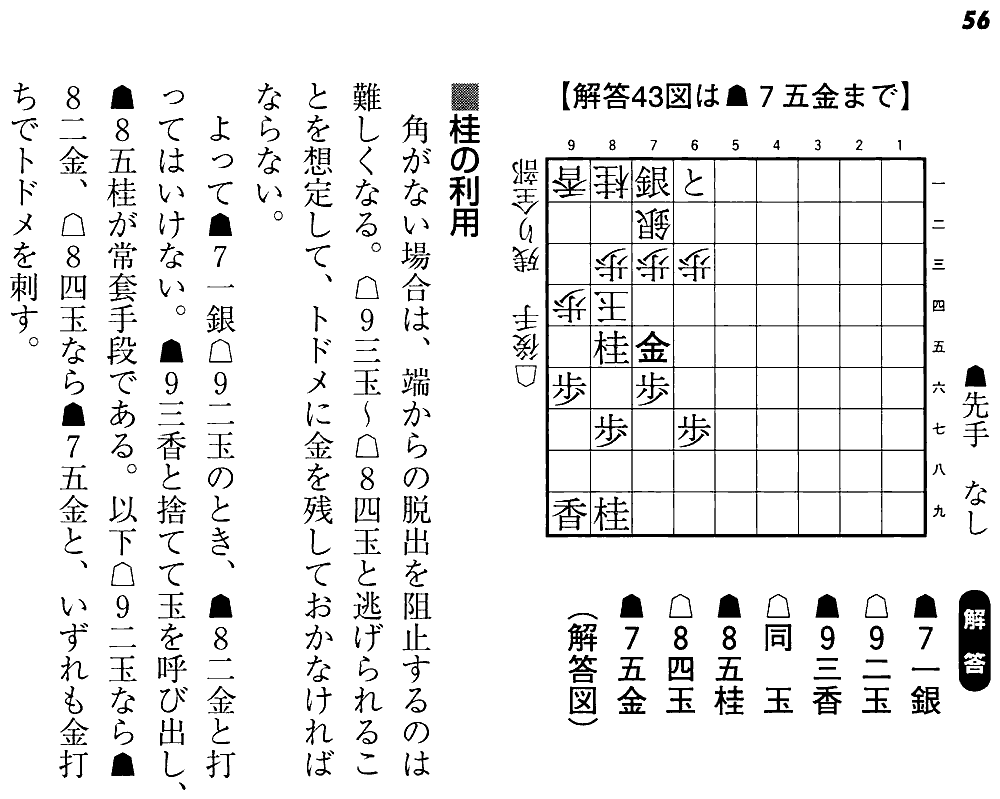 56
【解答43図は☗７五金まで】
9 8 7 6 5 4 3 2 1
香桂銀と 一
銀 二
歩歩歩 三
歩王 四
桂金 五
歩歩 六
歩歩 七
八
香桂 九
☖後手　残り全部
☗先手　なし
解答
☗７一銀
☖９二玉
☗９三香
☖同　玉
☗８五桂
☖８四玉
☗７五金
（解答図）
■桂の利用
　角がない場合は、端からの脱出を阻止するのは
難しくなる。☖９三玉〜☖８四玉と逃げられるこ
とを想定して、トドメに金を残しておかなければ
ならない。
　よって☗７一銀☖９二玉のとき、☗８二金と打
ってはいけない。☗９三香と捨てて玉を呼び出し、
☗８五桂が常套手段である。以下☖９二玉なら☗
８二金、☖８四玉なら☗７五金と、いずれも金打
ちでトドメを刺す。